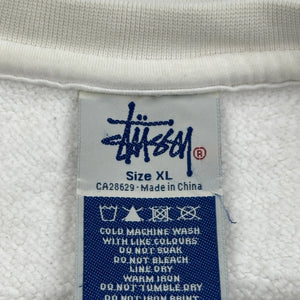 Stüssy ®
Size XL
CA28629 · Made in China
COLD MACHINE WASH
WITH LIKE COLOURS
DO NOT SOAK
DO NOT BLEACH
LINE DRY
WARM IRON
DO NOT TUMBLE DRY
DO NOT IRON PRINT